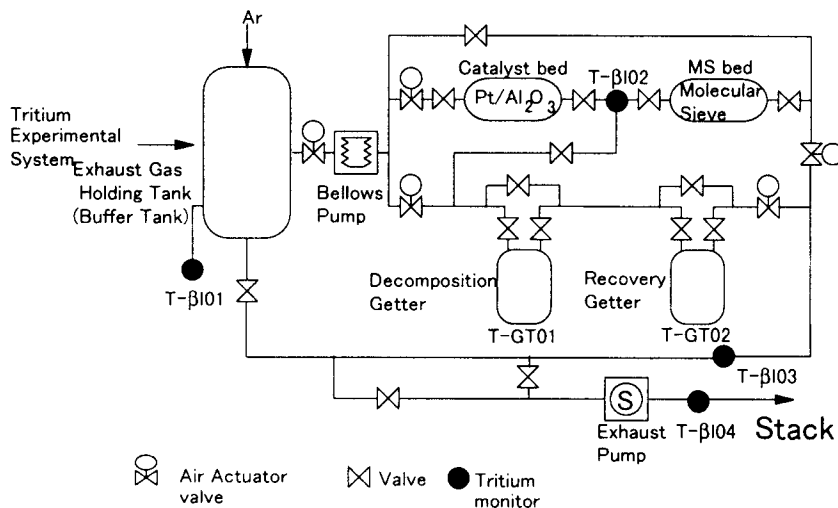 Ar
Catalyst bed
T-βI02
MS bed
Pt/Al₂O₃
Molecular
Sieve
Tritium
Experimental
System
Exhaust Gas
Holding Tank
(Buffer Tank)
Bellows
Pump
T-βI01
Decomposition
Getter
Recovery
Getter
T-GT01
T-GT02
T-βI03
S
Exhaust
Pump
T-βI04
Stack
Air Actuator
valve
Valve
Tritium
monitor